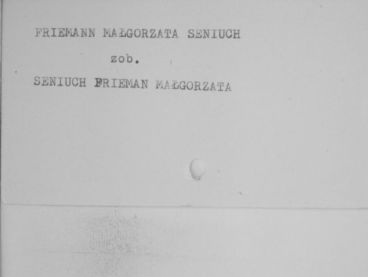 FRIEMANN MAŁGORZATA SENIUCH
zob.
SENIUCH FRIEMAN MAŁGORZATA